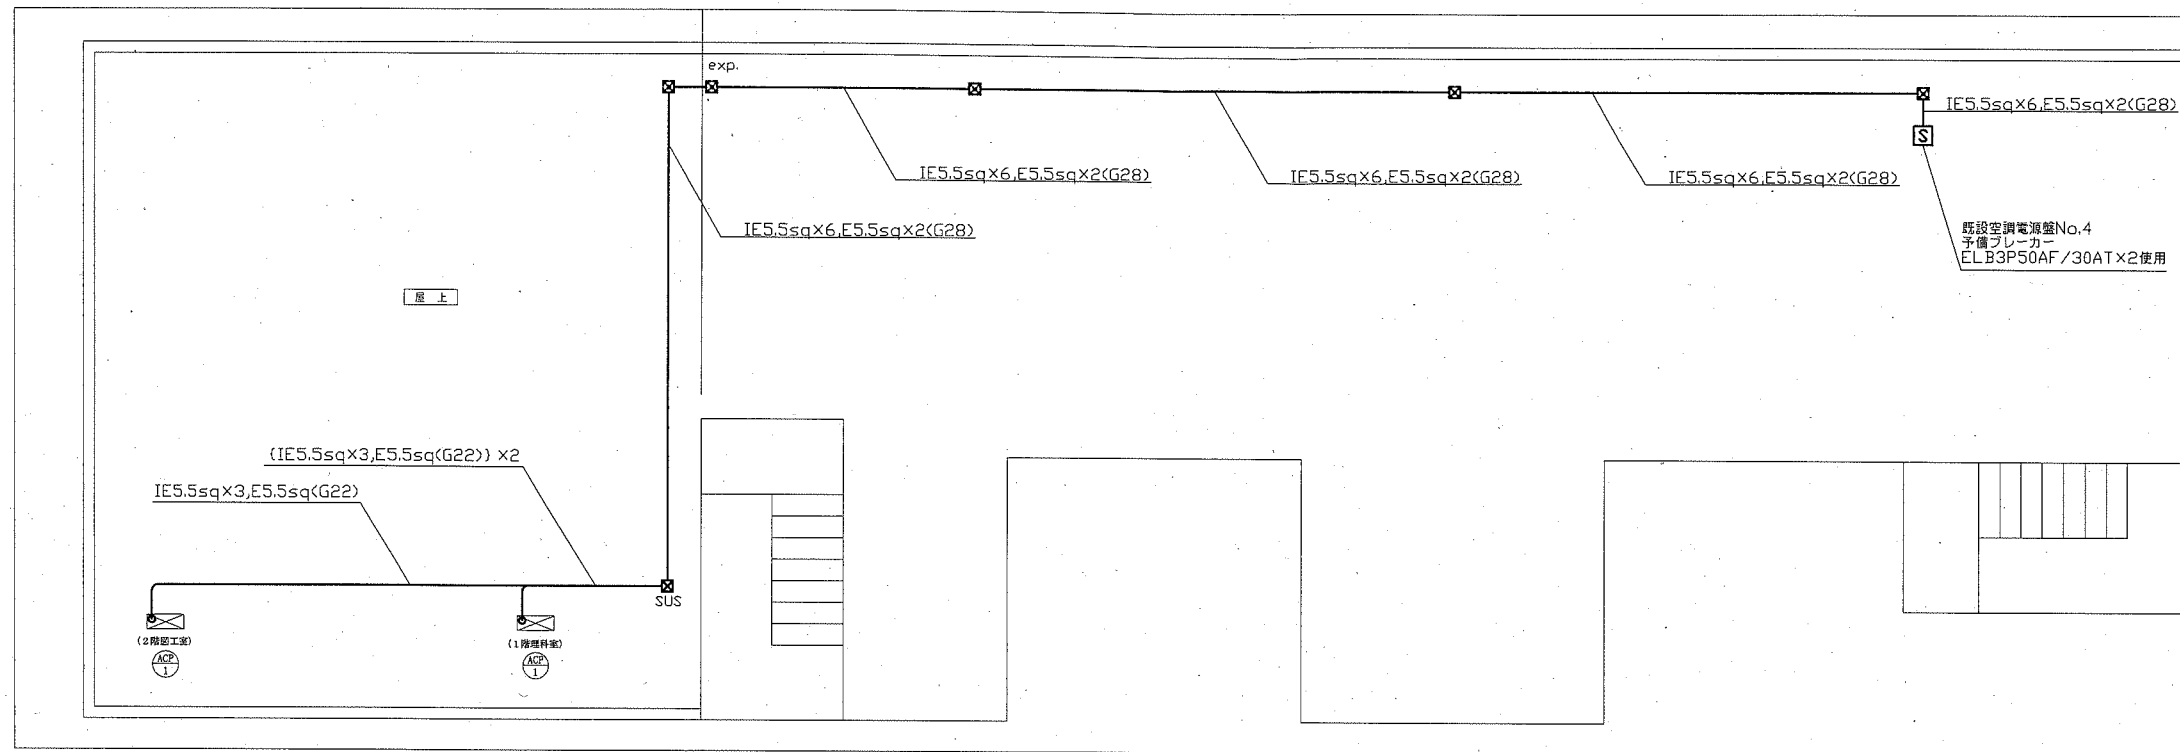 exp.
IE5.5sq×6,E5.5sq×2(G28)
S
IE5.5sq×6,E5.5sq×2(G28)
IE5.5sq×6,E5.5sq×2(G28)
IE5.5sq×6,E5.5sq×2(G28)
IE5.5sq×6,E5.5sq×2(G28)
既設空調電源盤No.4
予備ブレーカー
ELB3P50AF/30AT×2使用
屋 上
(IE5.5sq×3,E5.5sq(G22)) ×2
IE5.5sq×3,E5.5sq(G22)
SUS
(2階図工室)
ACP
1
(1階理科室)
ACP
1